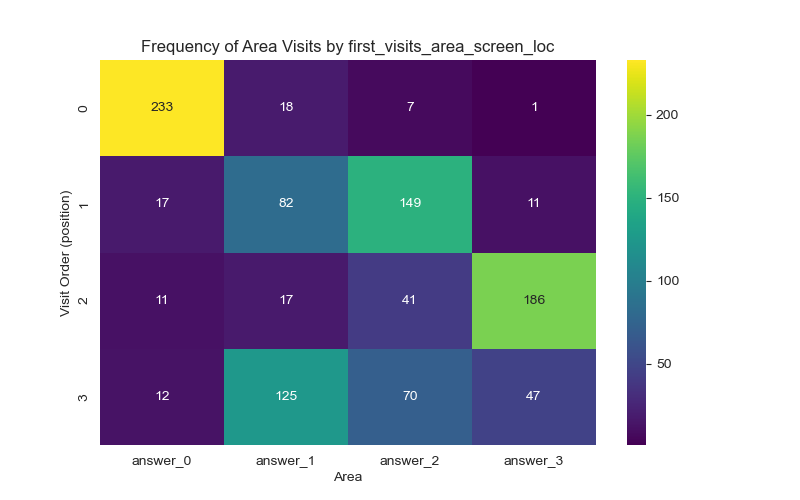 Frequency of Area Visits by first_visits_area_screen_loc
Visit Order (position)
0 233 18 7 1
1 17 82 149 11
2 11 17 41 186
3 12 125 70 47
answer_0 answer_1 answer_2 answer_3
Area
200
150
100
50